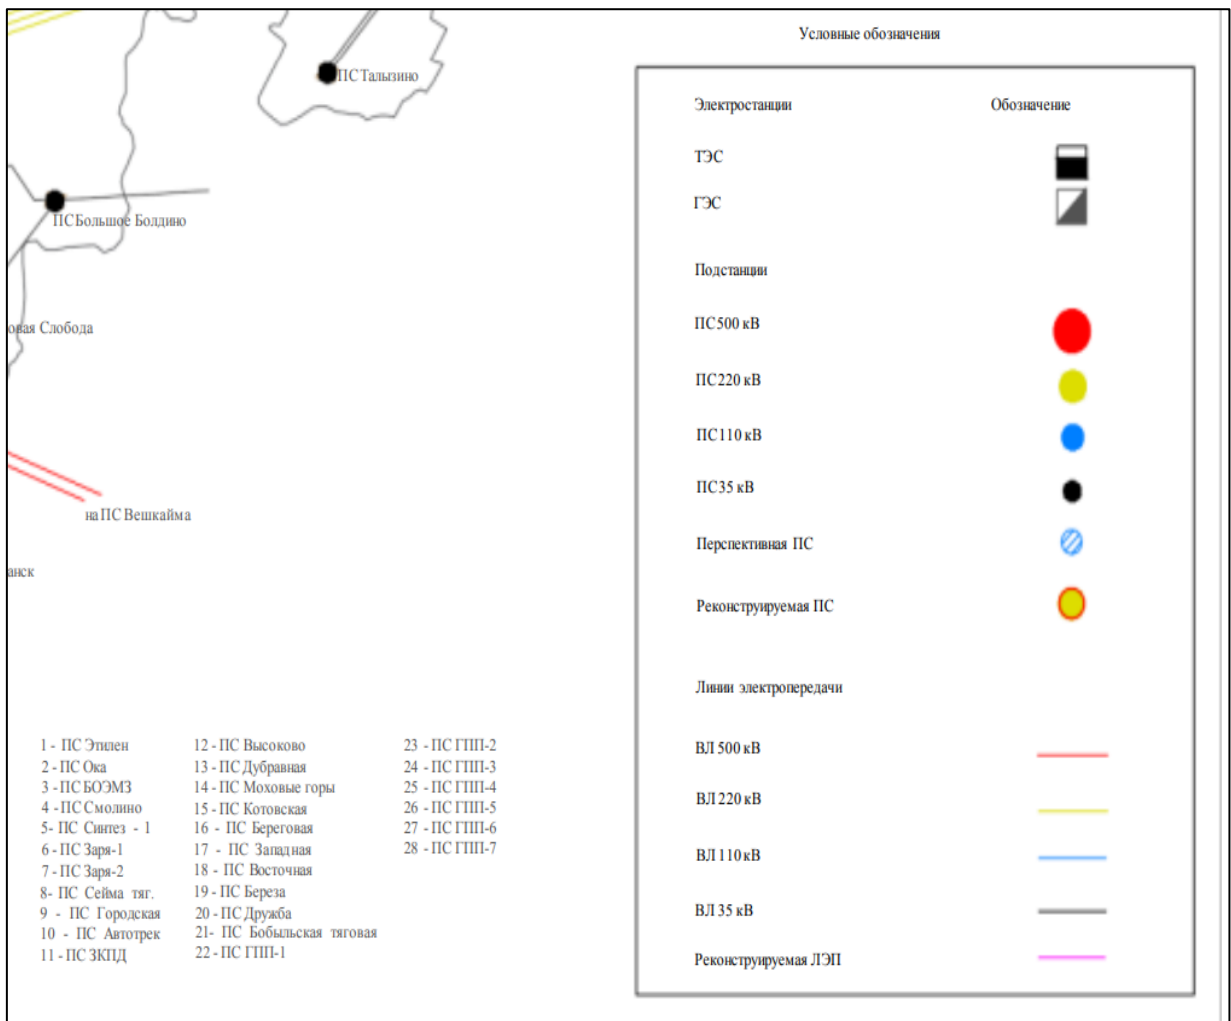 Условные обозначения
ПС Талызино
Электростанции Обозначение
ТЭС
ГЭС
ПС Большое Болдино
Подстанции
ПС 500 кВ
овая Слобода
ПС 220 кВ
ПС 110 кВ
ПС 35 кВ
на ПС Вешкайма
Перспективная ПС
анск
Реконструируемая ПС
Линии электропередачи
ВЛ 500 кВ
ВЛ 220 кВ
ВЛ 110 кВ
ВЛ 35 кВ
Реконструируемая ЛЭП
1 - ПС Этилен
2 - ПС Ока
3 - ПС БОЭМЗ
4 - ПС Смолино
5- ПС Синтез - 1
6 - ПС Заря-1
7 - ПС Заря-2
8- ПС Сейма тяг.
9 - ПС Городская
10 - ПС Автотрек
11 - ПС ЗКПД
12 - ПС Высоково
13 - ПС Дубравная
14 - ПС Моховые горы
15 - ПС Котовская
16 - ПС Береговая
17 - ПС Западная
18 - ПС Восточная
19 - ПС Береза
20 - ПС Дружба
21- ПС Бобыльская тяговая
22 - ПС ГПП-1
23 - ПС ГПП-2
24 - ПС ГПП-3
25 - ПС ГПП-4
26 - ПС ГПП-5
27 - ПС ГПП-6
28 - ПС ГПП-7